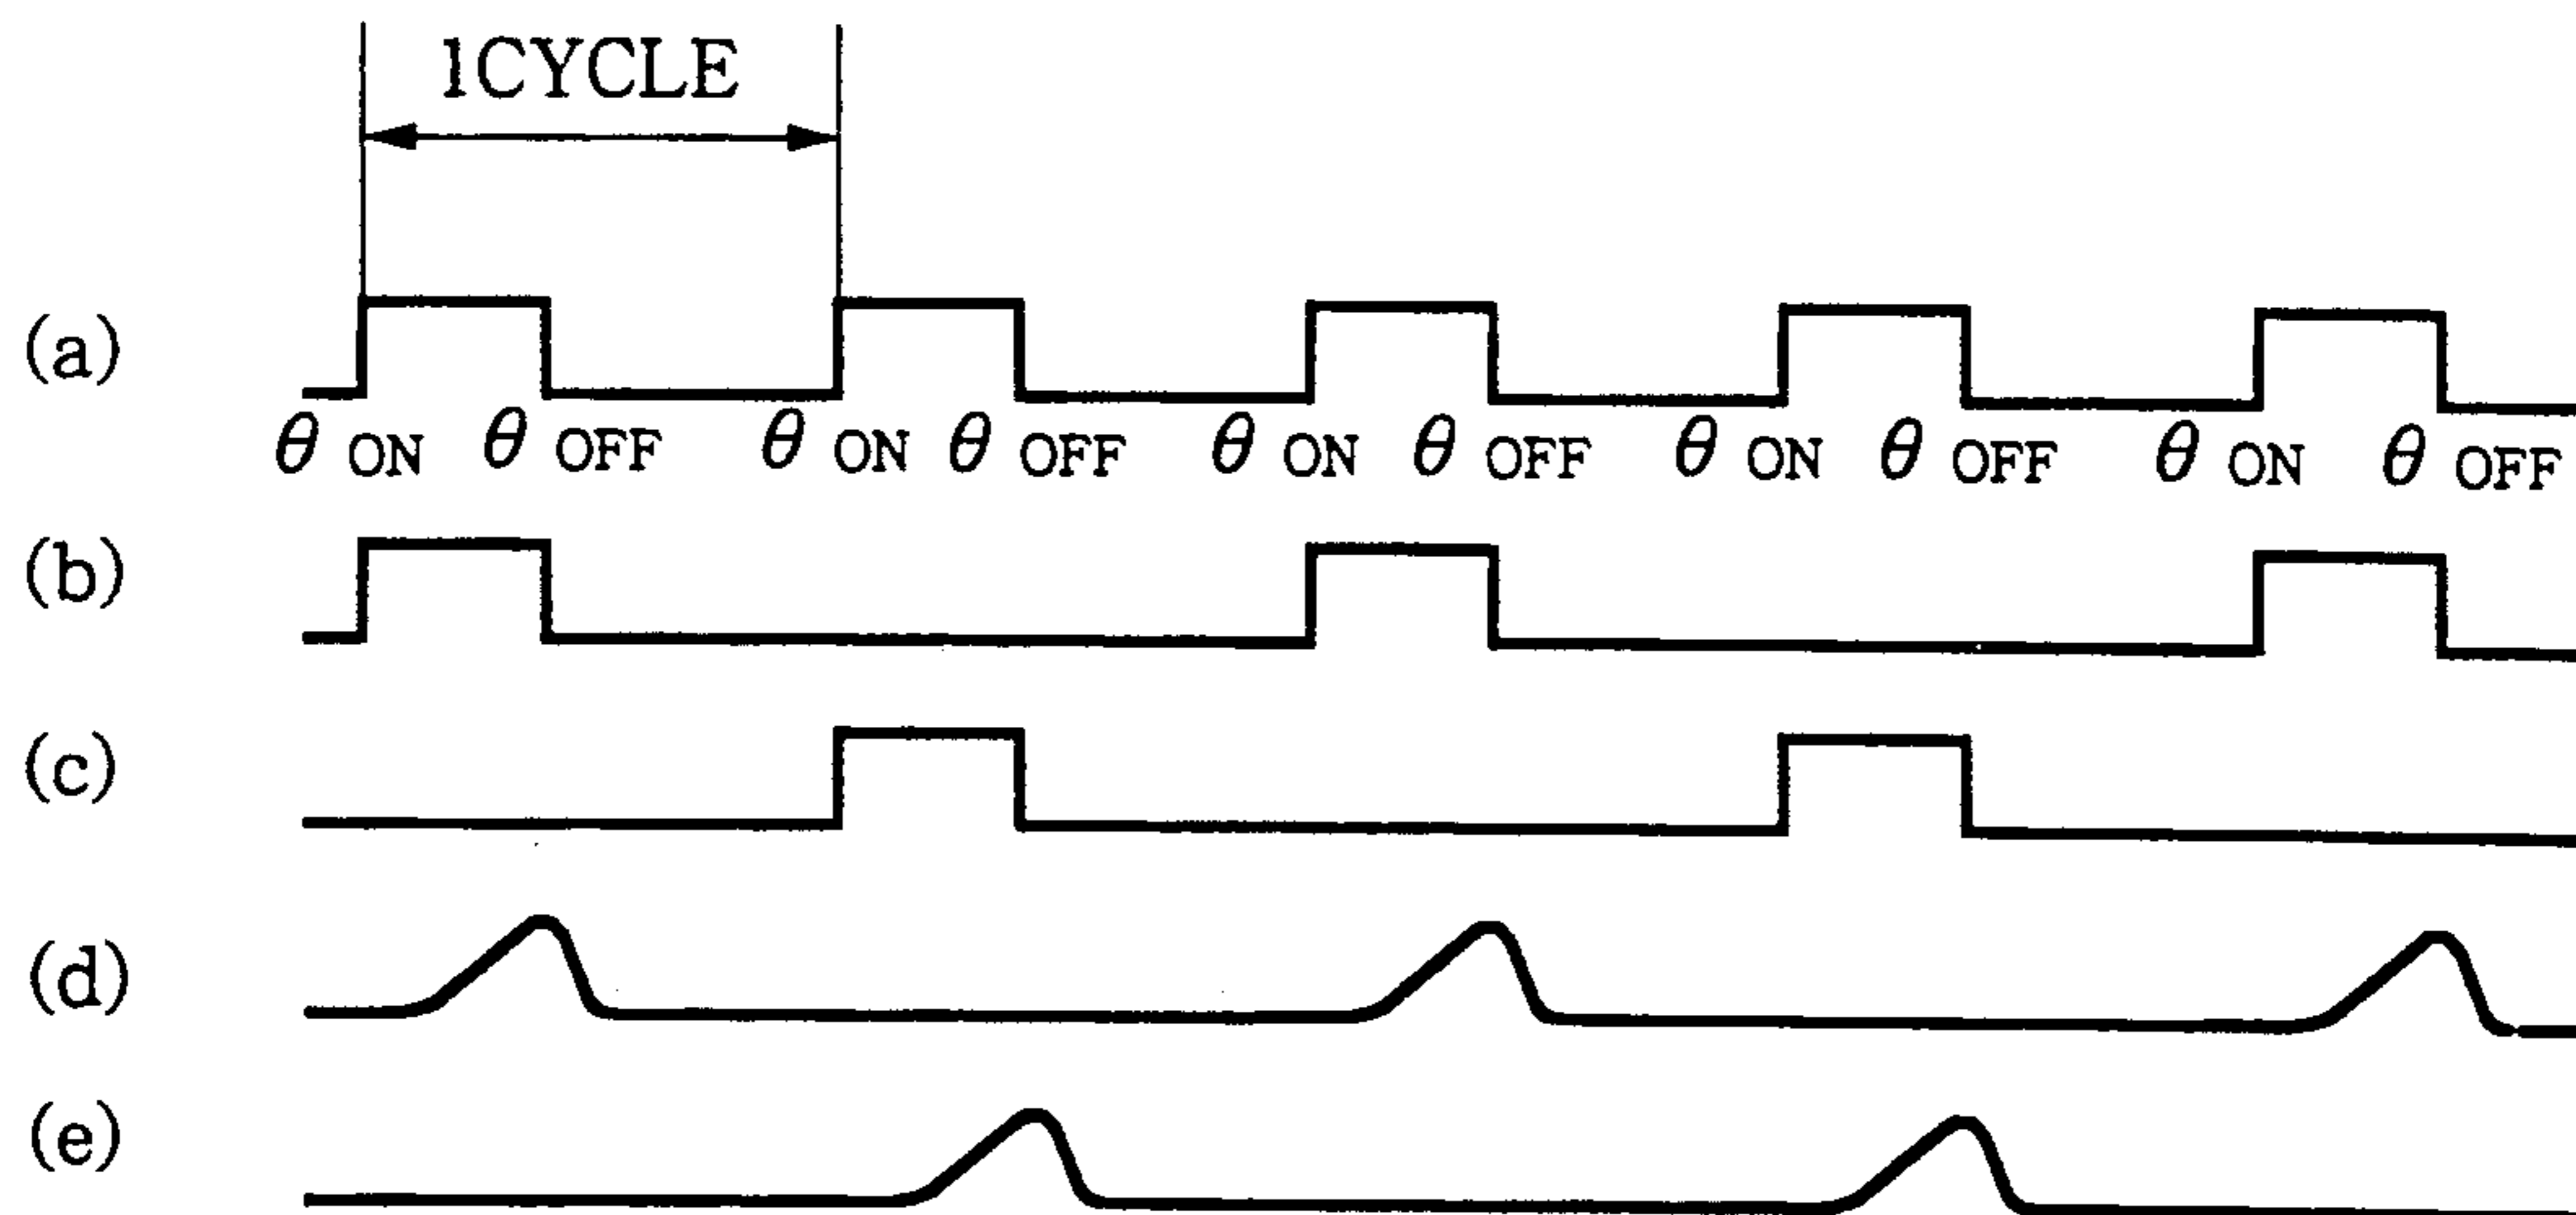 1CYCLE
(a)
θ ON θ OFF θ ON θ OFF θ ON θ OFF θ ON θ OFF θ ON θ OFF
(b)
(c)
(d)
(e)